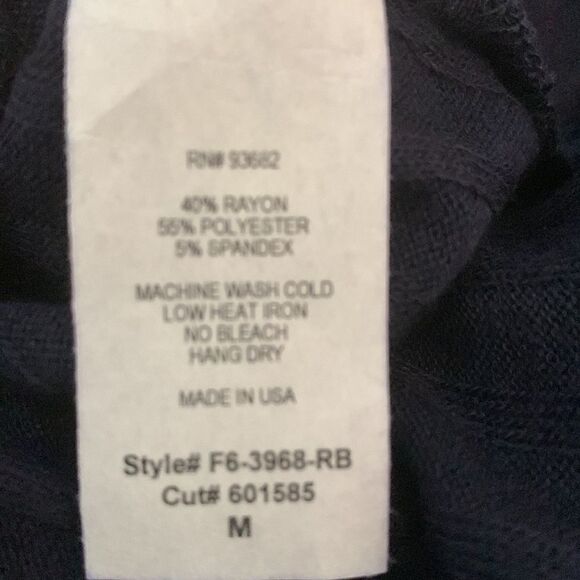 RN# 93682
40% RAYON
55% POLYESTER
5% SPANDEX
MACHINE WASH COLD
LOW HEAT IRON
NO BLEACH
HANG DRY
MADE IN USA
Style# F6-3968-RB
Cut# 601585
M